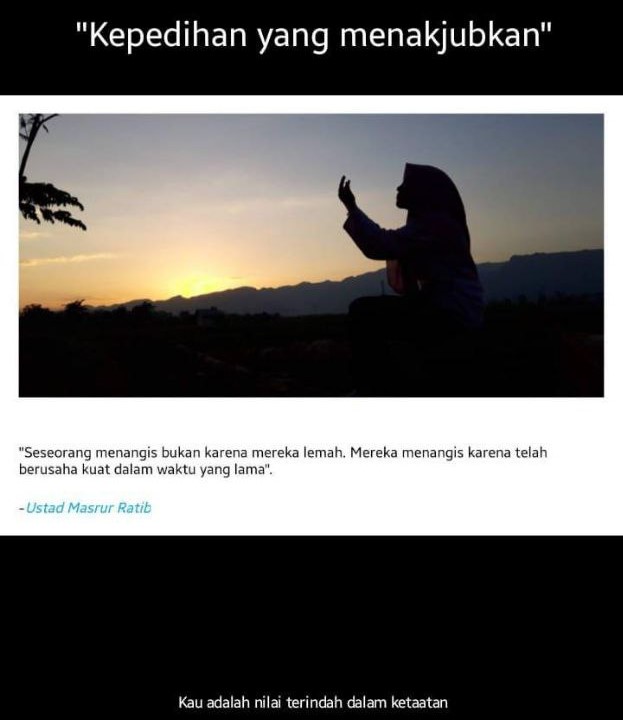 "Kepedihan yang menakjubkan"
"Seseorang menangis bukan karena mereka lemah. Mereka menangis karena telah
berusaha kuat dalam waktu yang lama".
-Ustad Masrur Ratib
Kau adalah nilai terindah dalam ketaatan